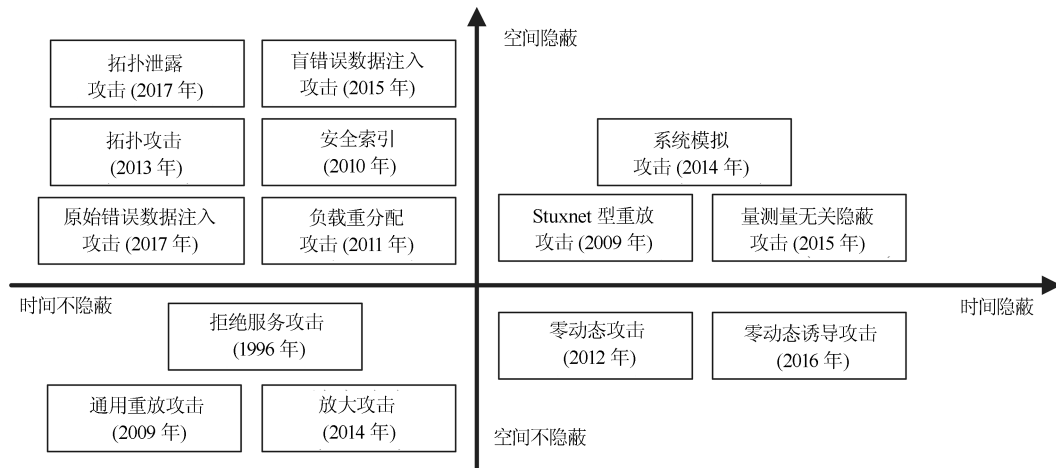 空间隐蔽
拓扑泄露
攻击 (2017 年)
盲错误数据注入
攻击 (2015 年)
拓扑攻击
(2013 年)
安全索引
(2010 年)
系统模拟
攻击 (2014 年)
原始错误数据注入
攻击 (2017 年)
负载重分配
攻击 (2011 年)
Stuxnet 型重放
攻击 (2009 年)
量测量无关隐蔽
攻击 (2015 年)
时间不隐蔽
时间隐蔽
拒绝服务攻击
(1996 年)
零动态攻击
(2012 年)
零动态诱导攻击
(2016 年)
通用重放攻击
(2009 年)
放大攻击
(2014 年)
空间不隐蔽